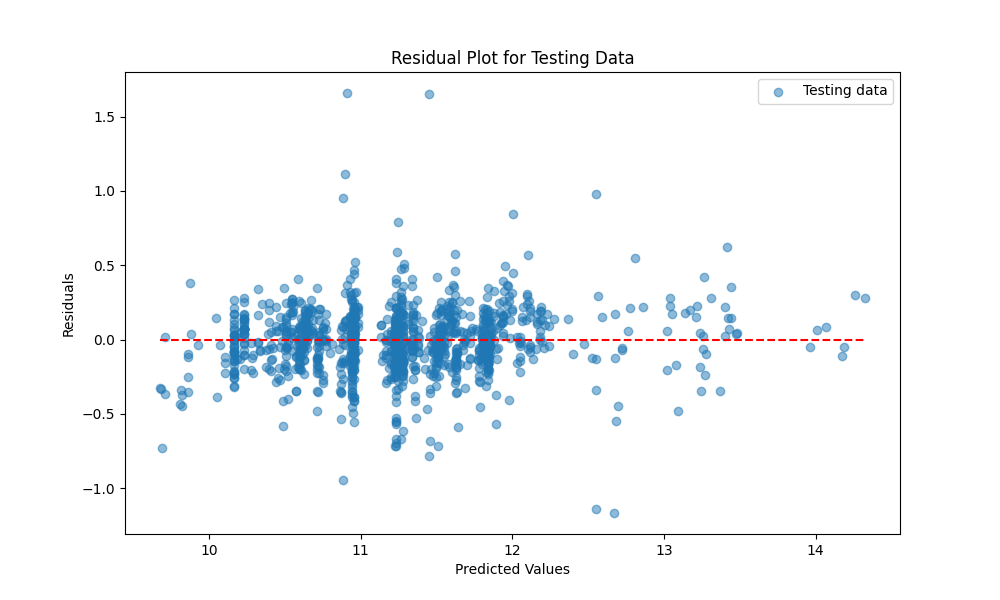 Residual Plot for Testing Data
Testing data
1.5
1.0
0.5
0.0
−0.5
−1.0
Residuals
10 11 12 13 14
Predicted Values